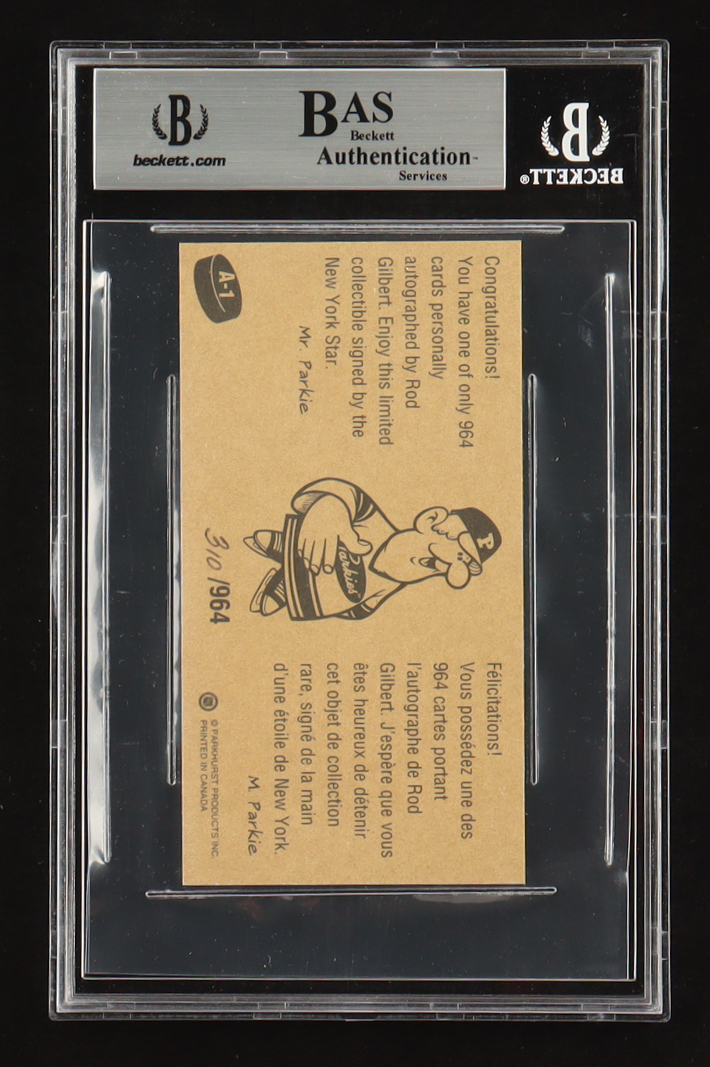 B
beckett.com
BAS
Beckett
Authentication™
Services
B
BECKETT®
Congratulations!
You have one of only 964
cards personally
autographed by Rod
Gilbert. Enjoy this limited
collectible signed by the
New York Star.
Mr. Parkie
A-1
P
Parkies
310 /964
Félicitations!
Vous possédez une des
964 cartes portant
l'autographe de Rod
Gilbert. J'espère que vous
êtes heureux de détenir
cet objet de collection
rare, signé de la main
d'une étoile de New York.
M. Parkie
© PARKHURST PRODUCTS INC.
PRINTED IN CANADA